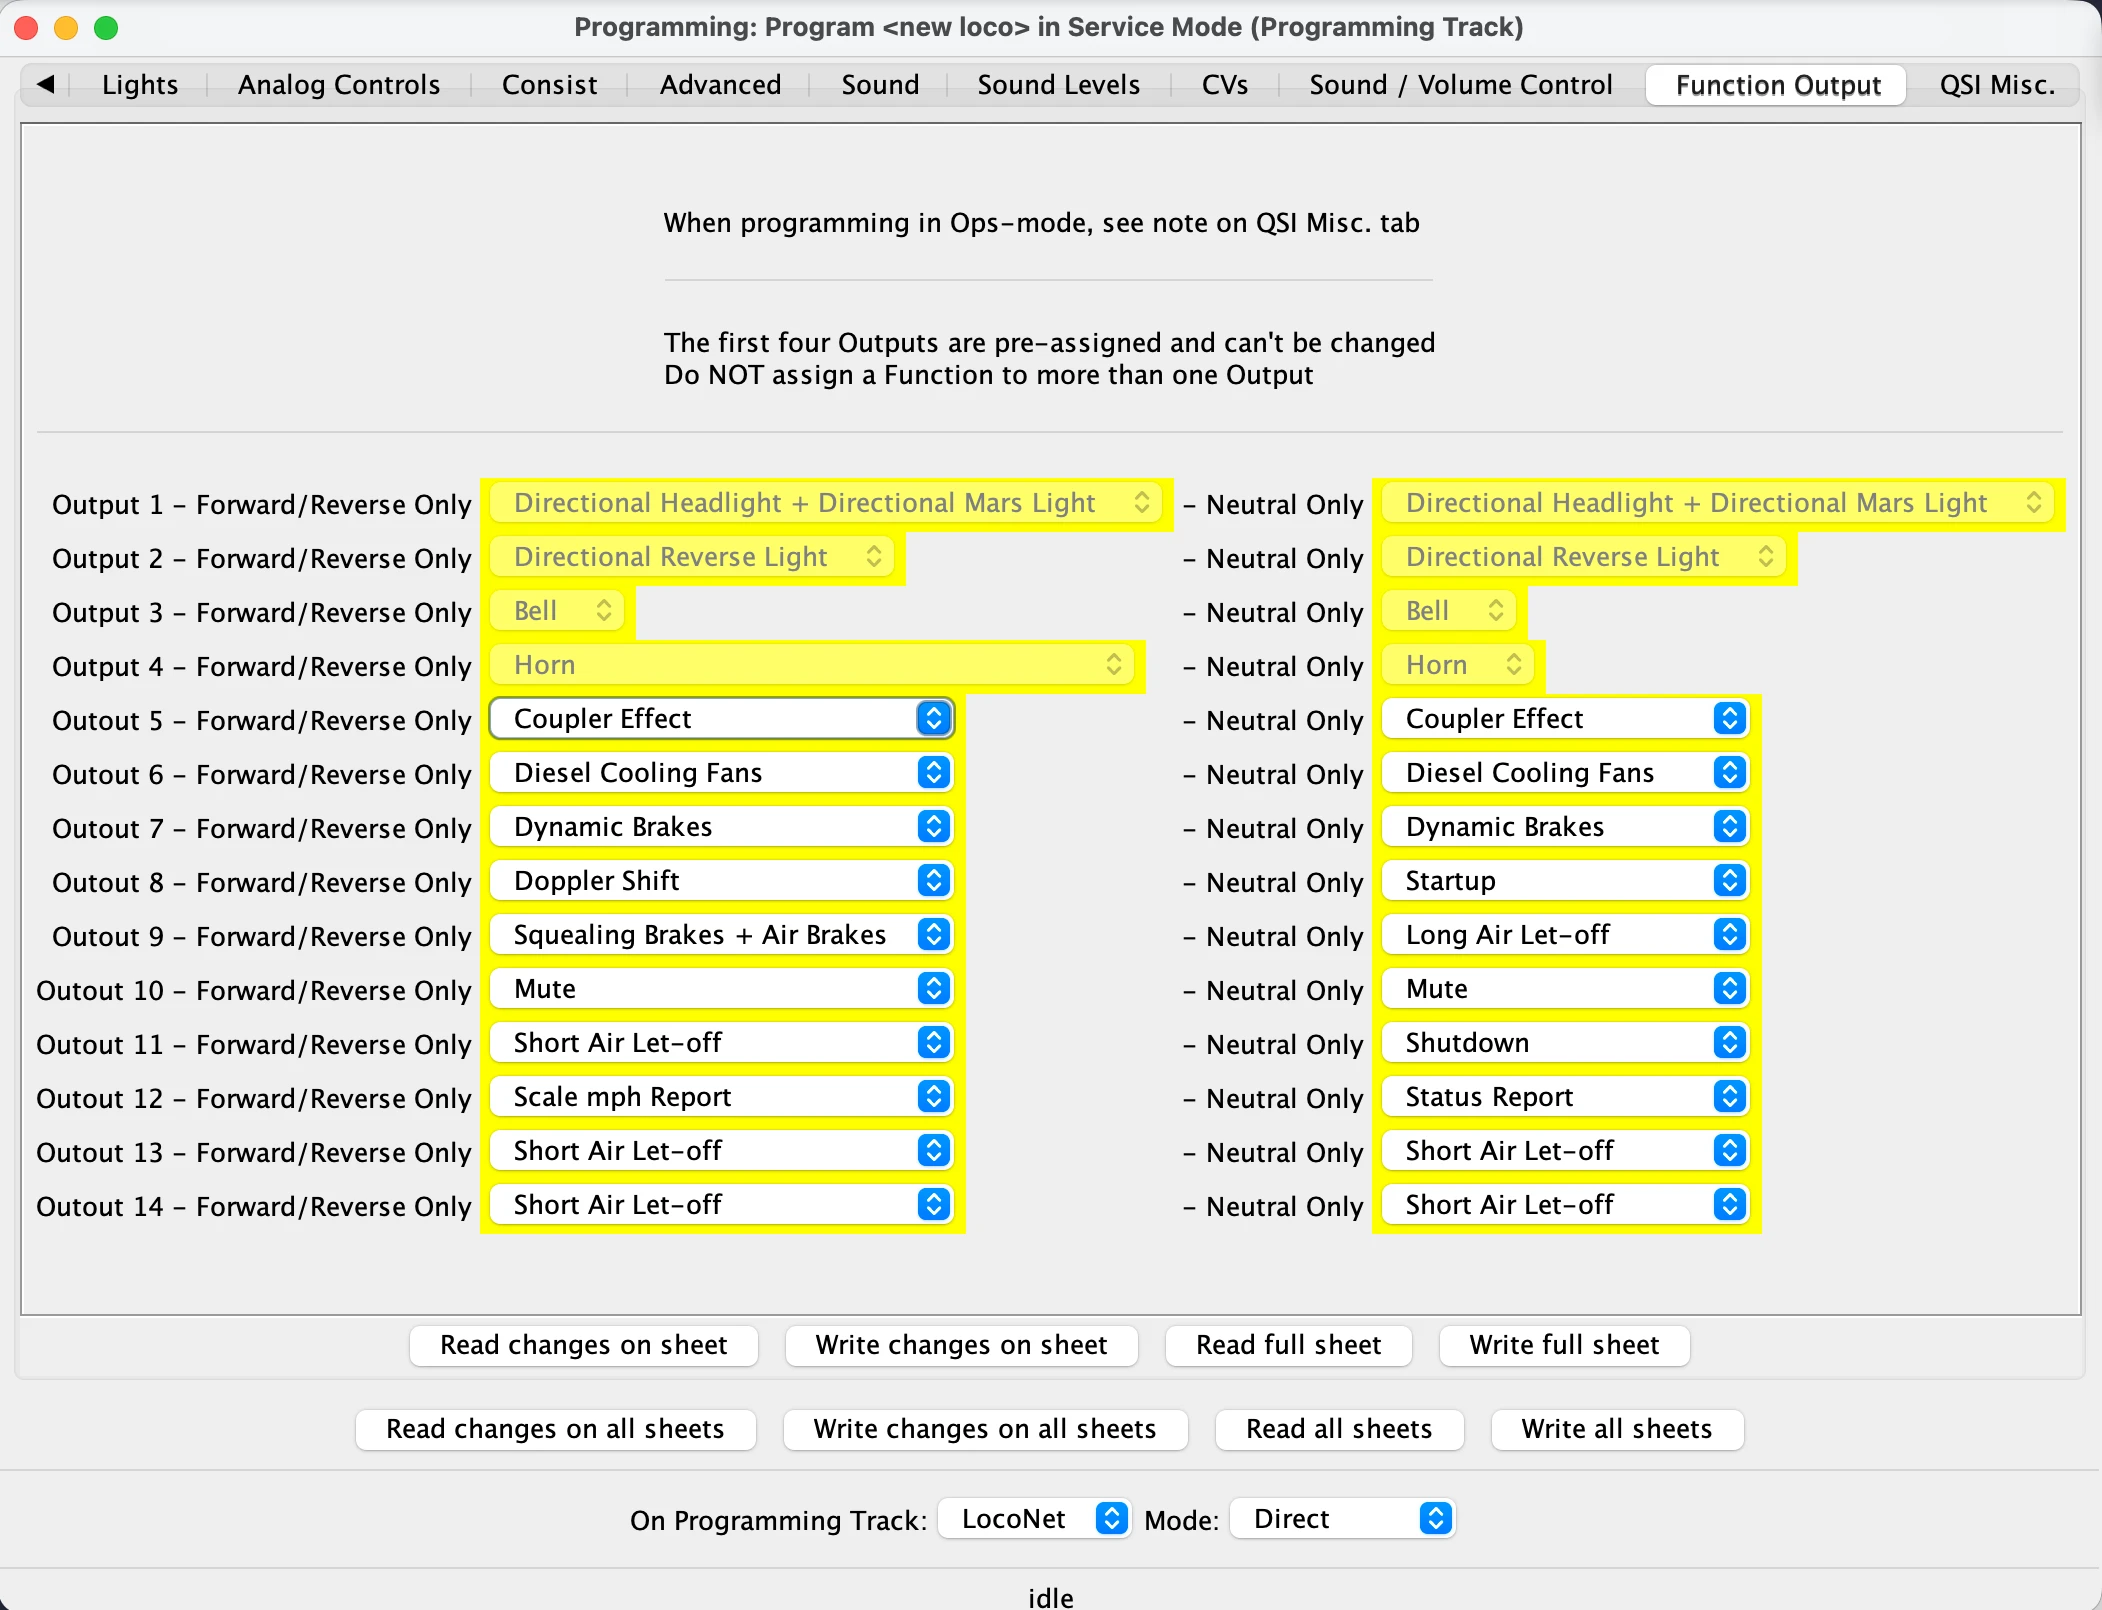 Programming: Program <new loco> in Service Mode (Programming Track)
Lights Analog Controls Consist Advanced Sound Sound Levels CVs Sound / Volume Control Function Output QSI Misc.
When programming in Ops-mode, see note on QSI Misc. tab
The first four Outputs are pre-assigned and can't be changed
Do NOT assign a Function to more than one Output
Output 1 - Forward/Reverse Only Directional Headlight + Directional Mars Light - Neutral Only Directional Headlight + Directional Mars Light
Output 2 - Forward/Reverse Only Directional Reverse Light - Neutral Only Directional Reverse Light
Output 3 - Forward/Reverse Only Bell - Neutral Only Bell
Output 4 - Forward/Reverse Only Horn - Neutral Only Horn
Outout 5 - Forward/Reverse Only Coupler Effect - Neutral Only Coupler Effect
Outout 6 - Forward/Reverse Only Diesel Cooling Fans - Neutral Only Diesel Cooling Fans
Outout 7 - Forward/Reverse Only Dynamic Brakes - Neutral Only Dynamic Brakes
Outout 8 - Forward/Reverse Only Doppler Shift - Neutral Only Startup
Outout 9 - Forward/Reverse Only Squealing Brakes + Air Brakes - Neutral Only Long Air Let-off
Outout 10 - Forward/Reverse Only Mute - Neutral Only Mute
Outout 11 - Forward/Reverse Only Short Air Let-off - Neutral Only Shutdown
Outout 12 - Forward/Reverse Only Scale mph Report - Neutral Only Status Report
Outout 13 - Forward/Reverse Only Short Air Let-off - Neutral Only Short Air Let-off
Outout 14 - Forward/Reverse Only Short Air Let-off - Neutral Only Short Air Let-off
Read changes on sheet Write changes on sheet Read full sheet Write full sheet
Read changes on all sheets Write changes on all sheets Read all sheets Write all sheets
On Programming Track: LocoNet Mode: Direct
idle